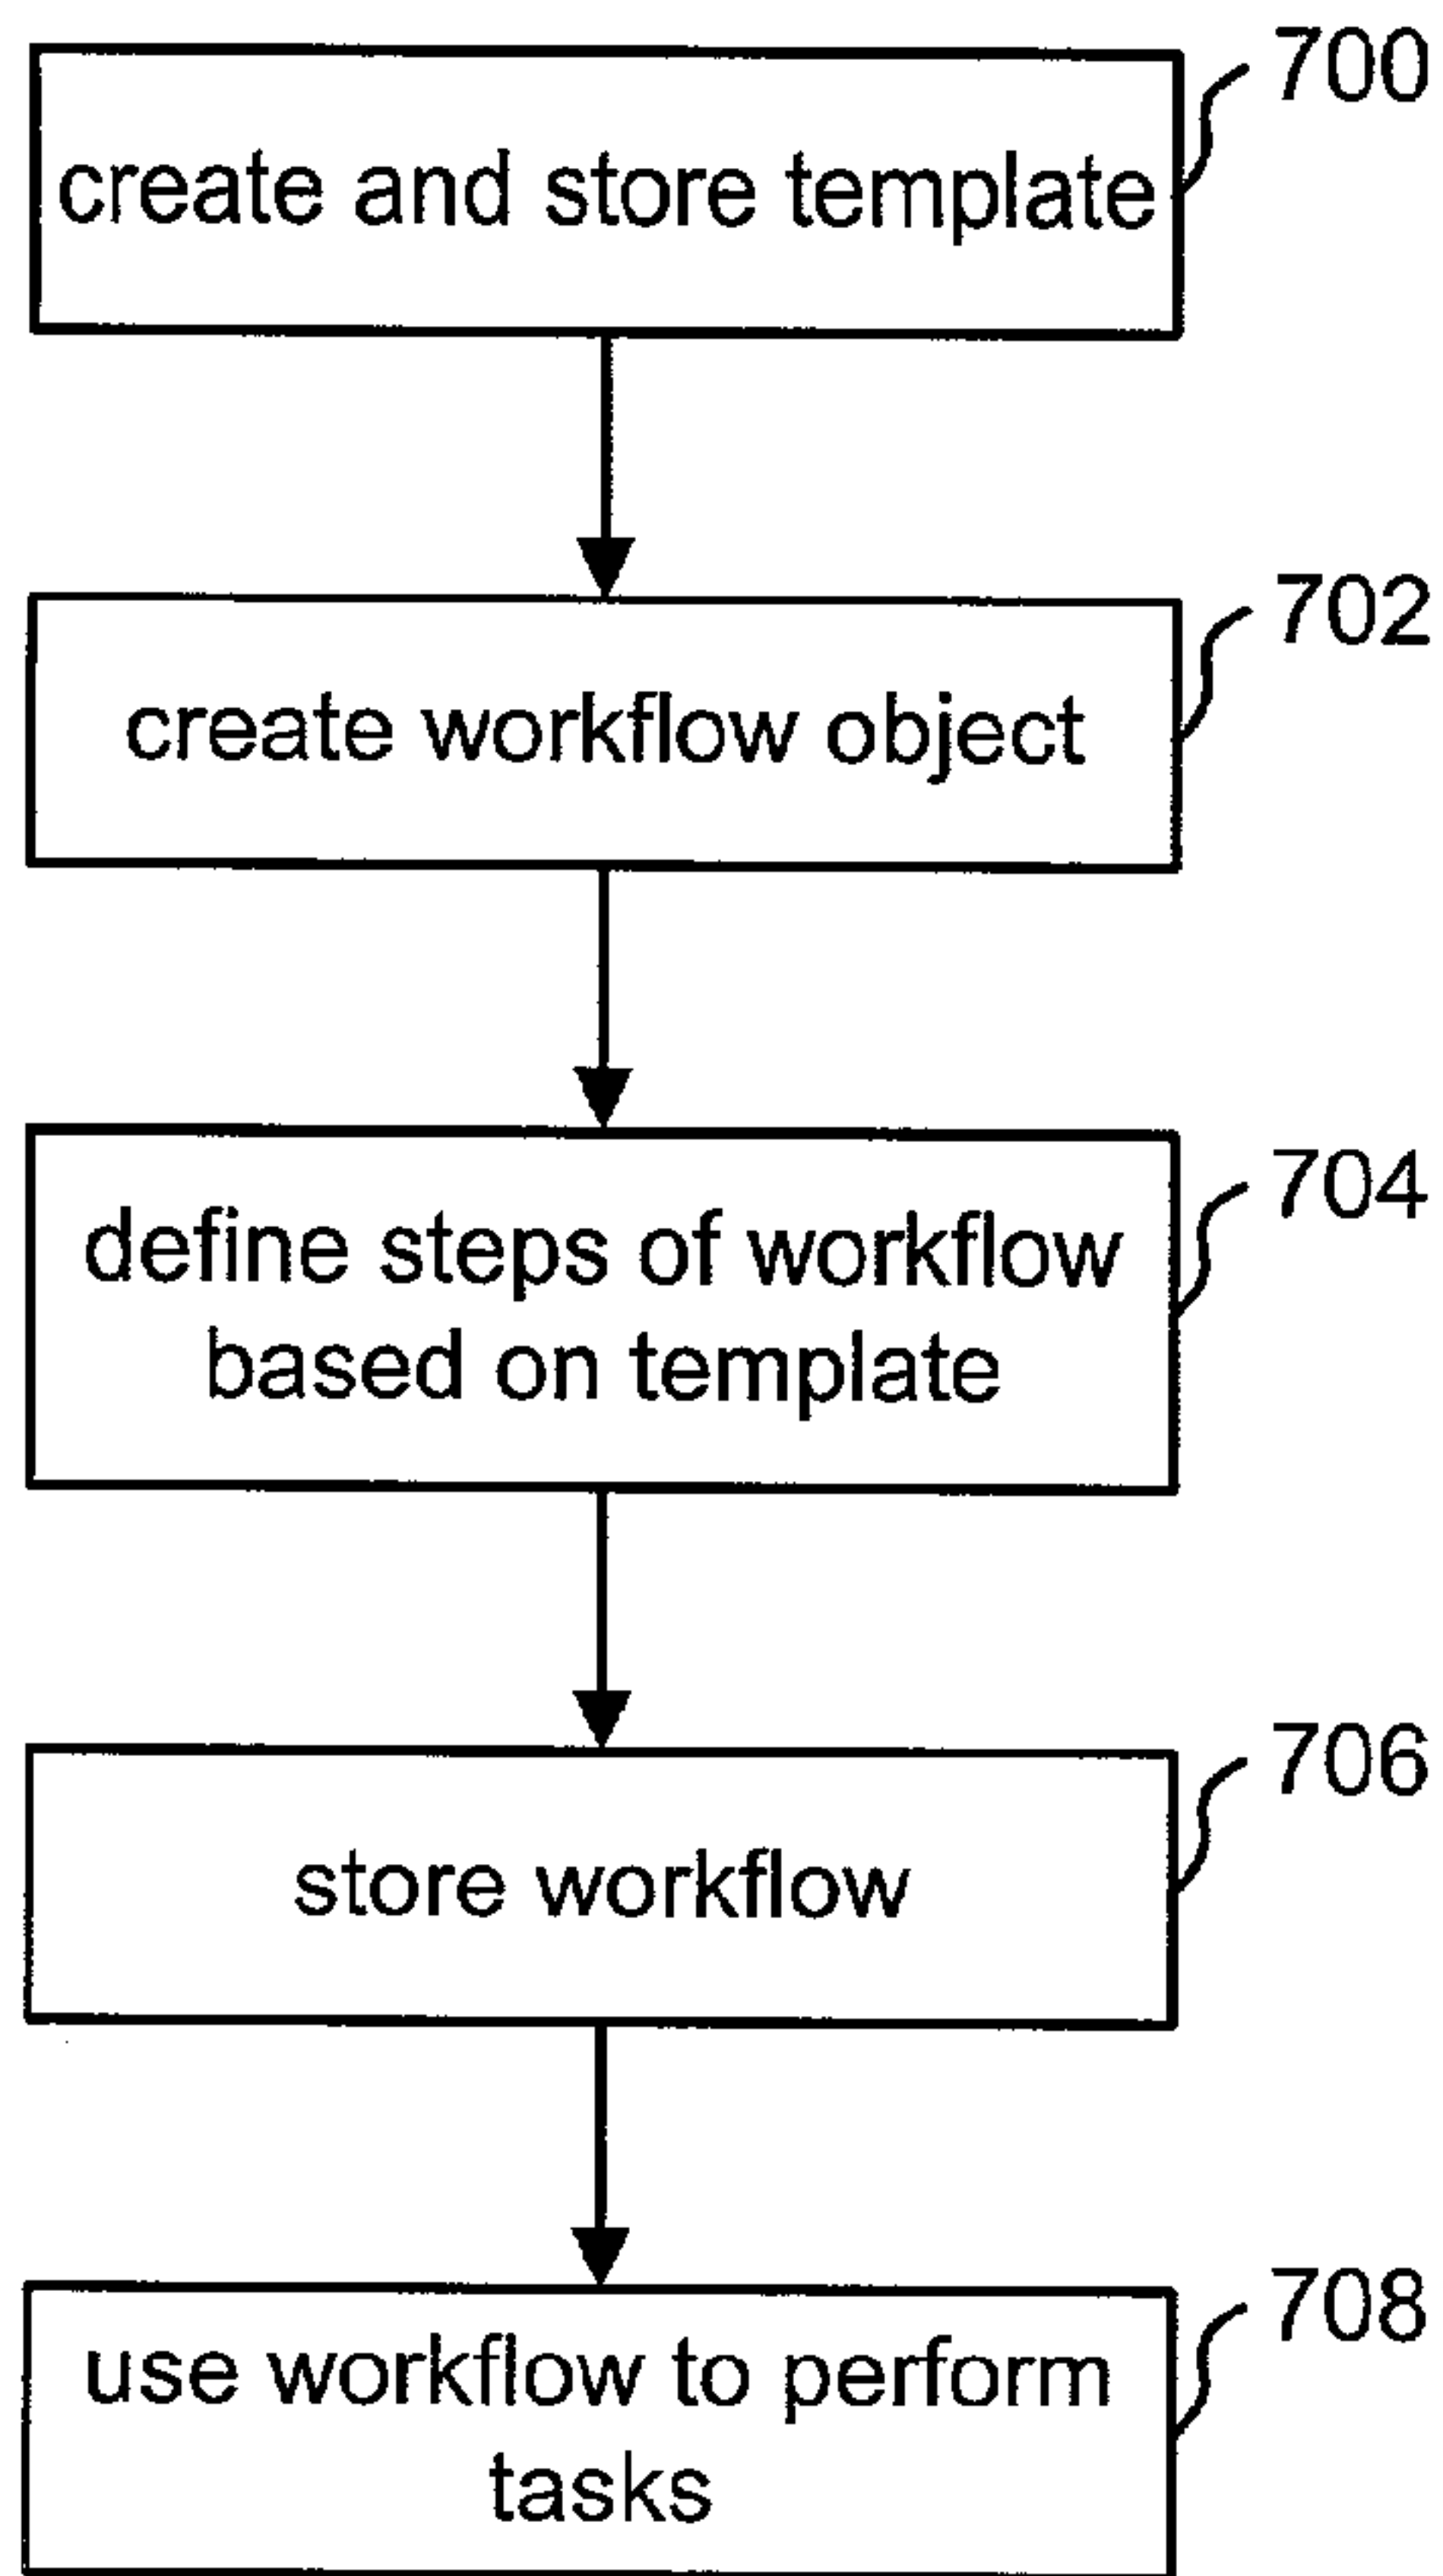 700
create and store template
702
create workflow object
704
define steps of workflow
based on template
706
store workflow
708
use workflow to perform
tasks